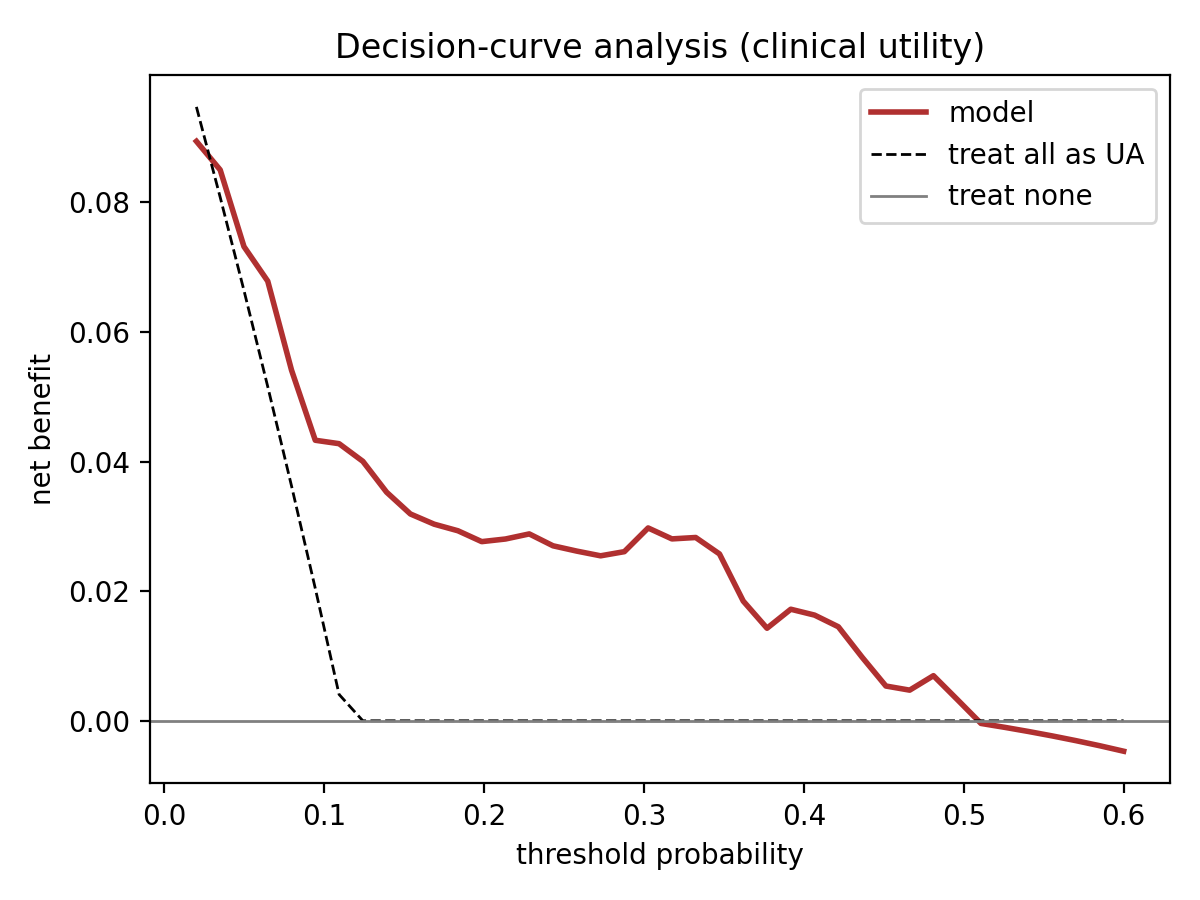 Decision-curve analysis (clinical utility)
model
treat all as UA
treat none
net benefit
0.08
0.06
0.04
0.02
0.00
0.0 0.1 0.2 0.3 0.4 0.5 0.6
threshold probability